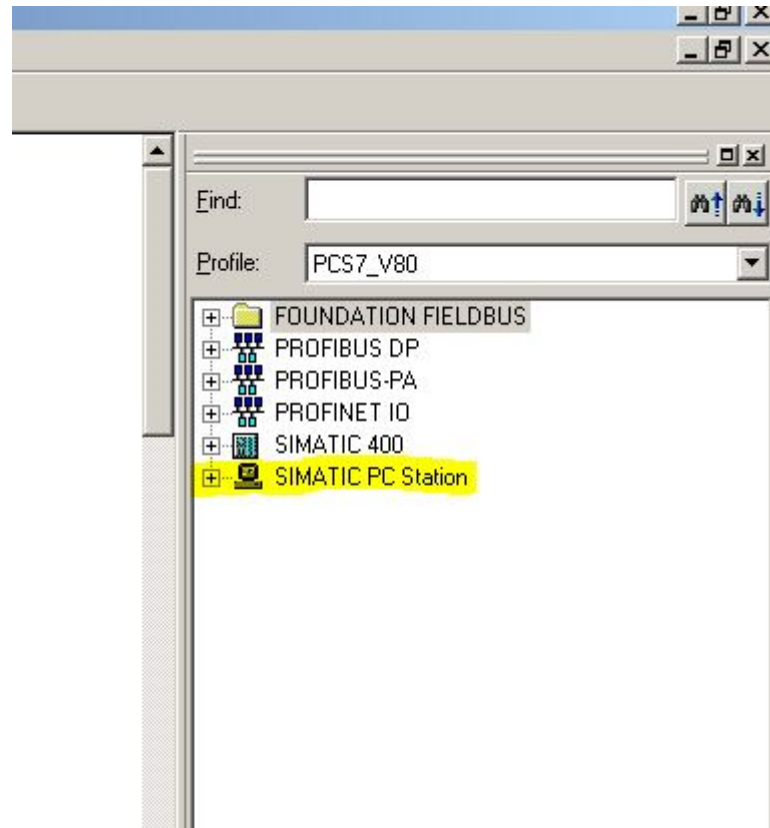 Find:
Profile: PCS7_V80
FOUNDATION FIELDBUS
PROFIBUS DP
PROFIBUS-PA
PROFINET IO
SIMATIC 400
SIMATIC PC Station